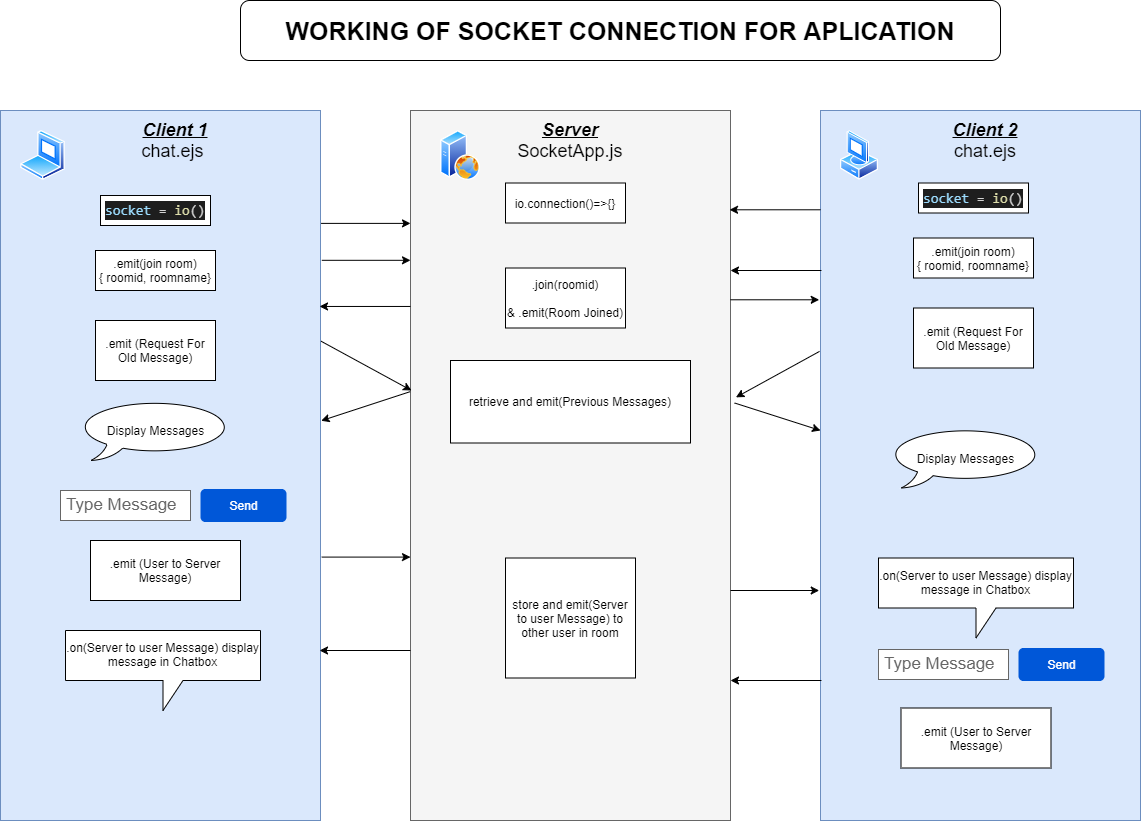 WORKING OF SOCKET CONNECTION FOR APLICATION
Client 1
chat.ejs
socket = io()
.emit(join room)
{ roomid, roomname}
.emit (Request For
Old Message)
Display Messages
Type Message
Send
.emit (User to Server
Message)
.on(Server to user Message) display
message in Chatbox
Server
SocketApp.js
io.connection()=>{}
.join(roomid)
& .emit(Room Joined)
retrieve and emit(Previous Messages)
store and emit(Server
to user Message) to
other user in room
Client 2
chat.ejs
socket = io()
.emit(join room)
{ roomid, roomname}
.emit (Request For
Old Message)
Display Messages
.on(Server to user Message) display
message in Chatbox
Type Message
Send
.emit (User to Server
Message)